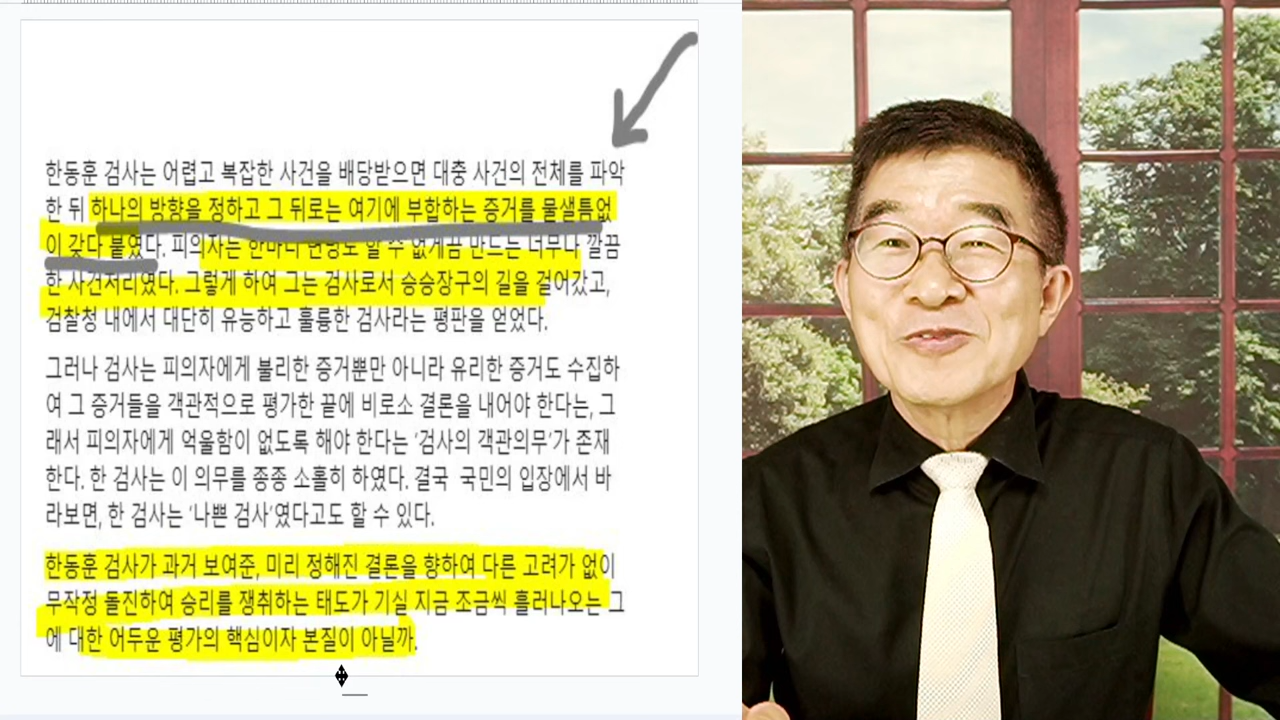 한동훈 검사는 어렵고 복잡한 사건을 배당받으면 대충 사건의 전체를 파악
한 뒤 하나의 방향을 정하고 그 뒤로는 여기에 부합하는 증거를 물샐틈없
이 갖다 붙였다. 피의자는 한마디 변명도 할 수 없게끔 만드는 너무나 깔끔
한 사건처리였다. 그렇게 하여 그는 검사로서 승승장구의 길을 걸어갔고,
검찰청 내에서 대단히 유능하고 훌륭한 검사라는 평판을 얻었다.
그러나 검사는 피의자에게 불리한 증거뿐만 아니라 유리한 증거도 수집하
여 그 증거들을 객관적으로 평가한 끝에 비로소 결론을 내어야 한다는, 그
래서 피의자에게 억울함이 없도록 해야 한다는 '검사의 객관의무'가 존재
한다. 한 검사는 이 의무를 종종 소홀히 하였다. 결국 국민의 입장에서 바
라보면, 한 검사는 '나쁜 검사'였다고도 할 수 있다.
한동훈 검사가 과거 보여준, 미리 정해진 결론을 향하여 다른 고려가 없이
무작정 돌진하여 승리를 쟁취하는 태도가 기실 지금 조금씩 흘러나오는 그
에 대한 어두운 평가의 핵심이자 본질이 아닐까.